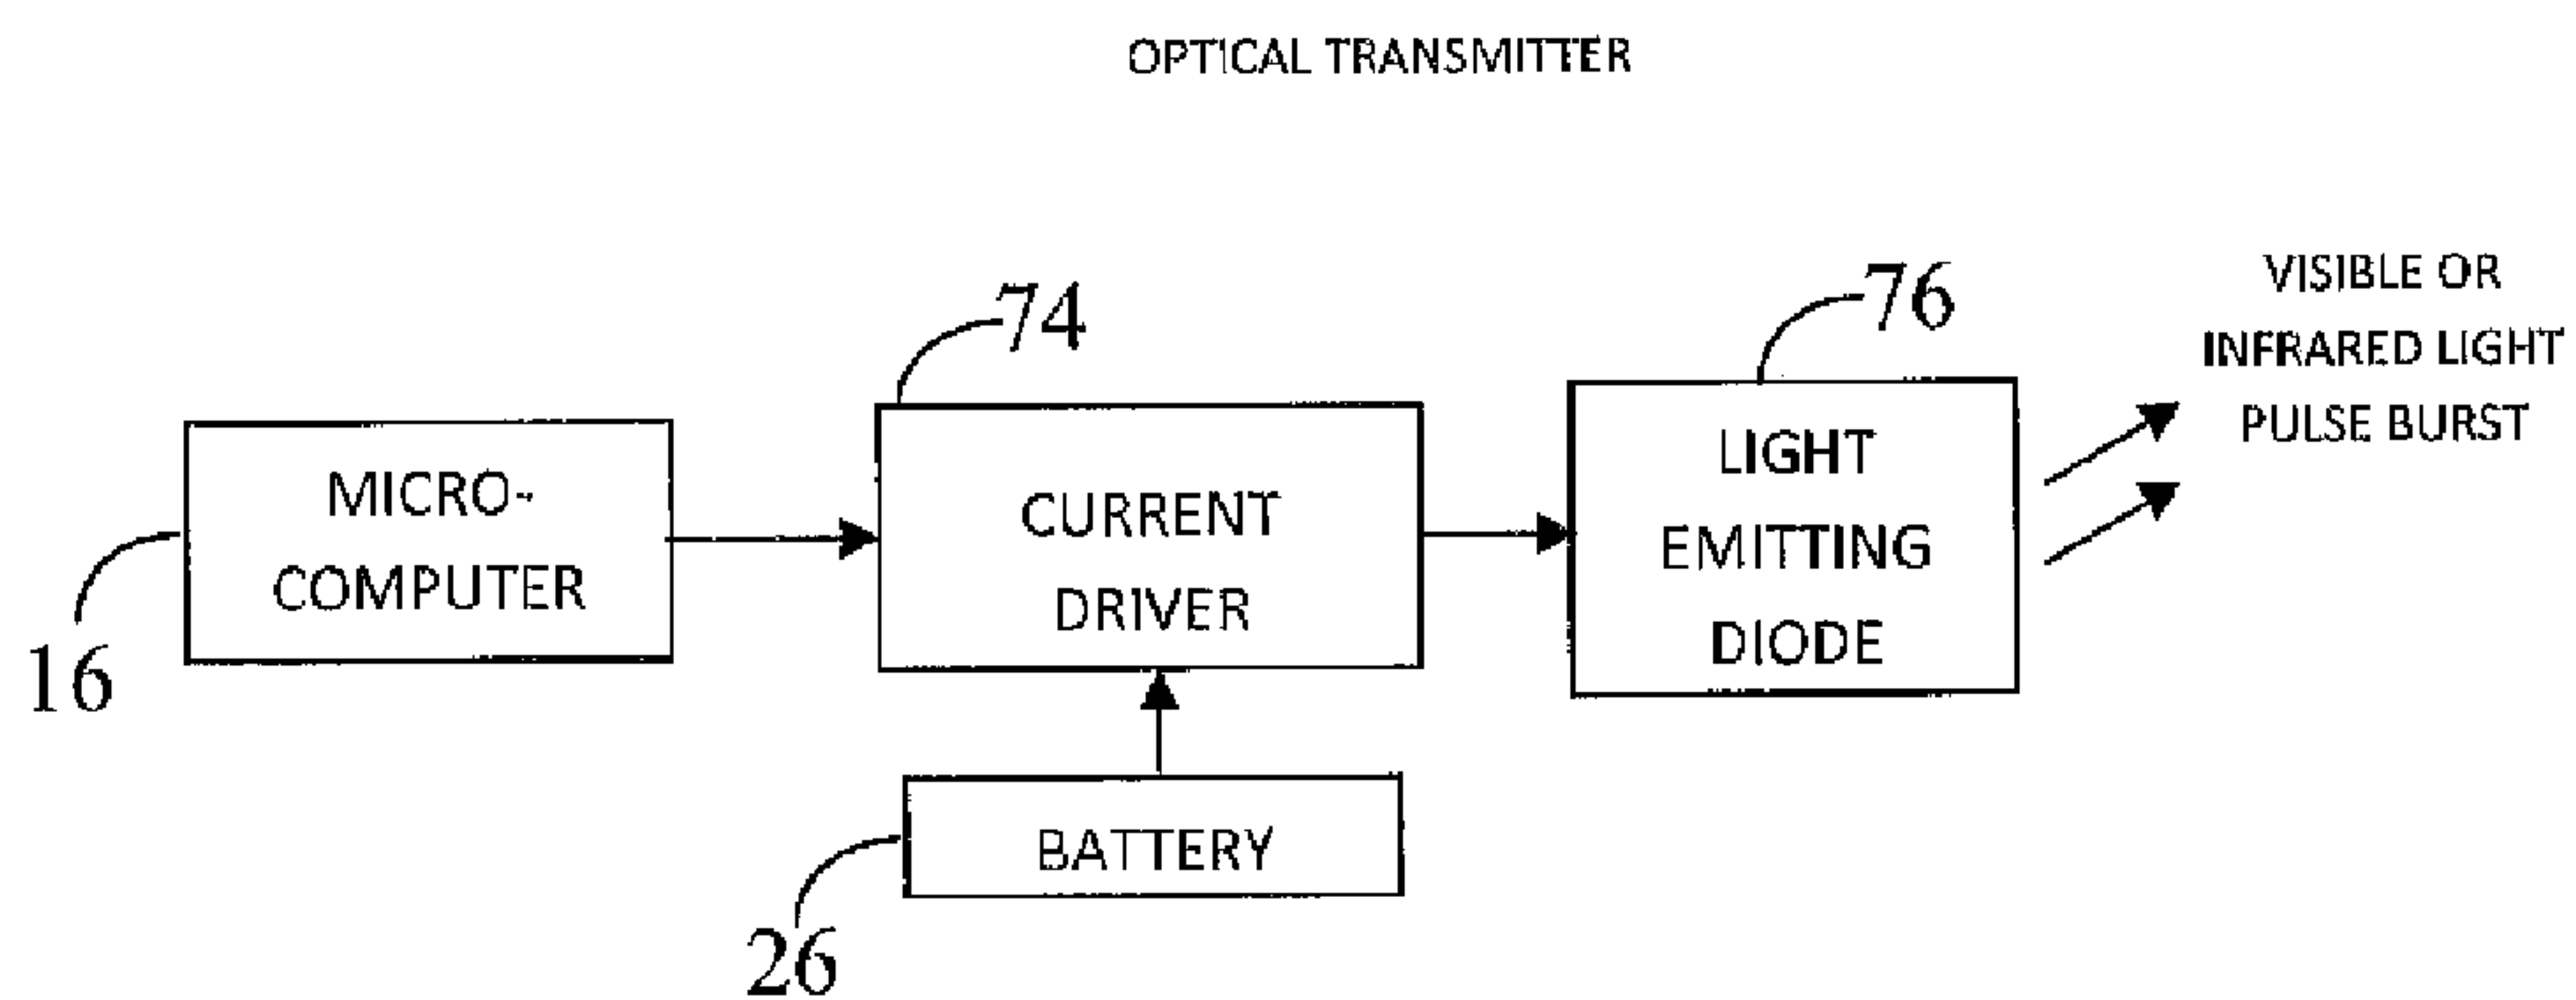 OPTICAL TRANSMITTER
74
76
VISIBLE OR
INFRARED LIGHT
PULSE BURST
MICRO-
COMPUTER
16
CURRENT
DRIVER
LIGHT
EMITTING
DIODE
BATTERY
26